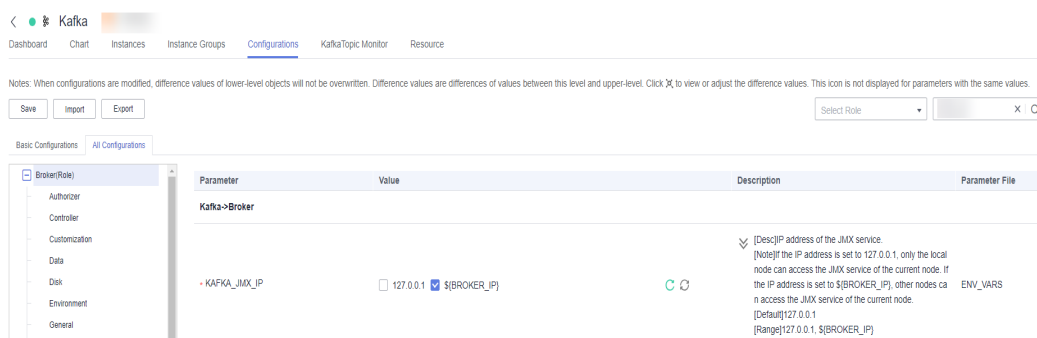 Kafka
Dashboard Chart Instances Instance Groups Configurations KafkaTopic Monitor Resource
Notes: When configurations are modified, difference values of lower-level objects will not be overwritten. Difference values are differences of values between this level and upper-level. Click to view or adjust the difference values. This icon is not displayed for parameters with the same values.
Save Import Export Select Role
Basic Configurations All Configurations
Broker(Role)
Authorizer
Controller
Customization
Data
Disk
Environment
General
Parameter Value Description Parameter File
Kafka->Broker
KAFKA_JMX_IP 127.0.0.1 ${BROKER_IP}
[Desc]IP address of the JMX service.
[Note]If the IP address is set to 127.0.0.1, only the local
node can access the JMX service of the current node. If
the IP address is set to ${BROKER_IP}, other nodes ca
n access the JMX service of the current node.
[Default]127.0.0.1
[Range]127.0.0.1, ${BROKER_IP}
ENV_VARS